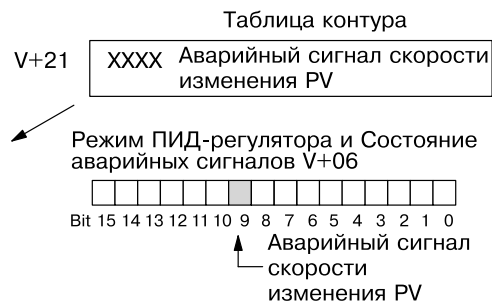 Таблица контура
V+21 XXXX Аварийный сигнал скорости
изменения PV
Режим ПИД-регулятора и Состояние
аварийных сигналов V+06
Bit 15 14 13 12 11 10 9 8 7 6 5 4 3 2 1 0
Аварийный сигнал
скорости
изменения PV